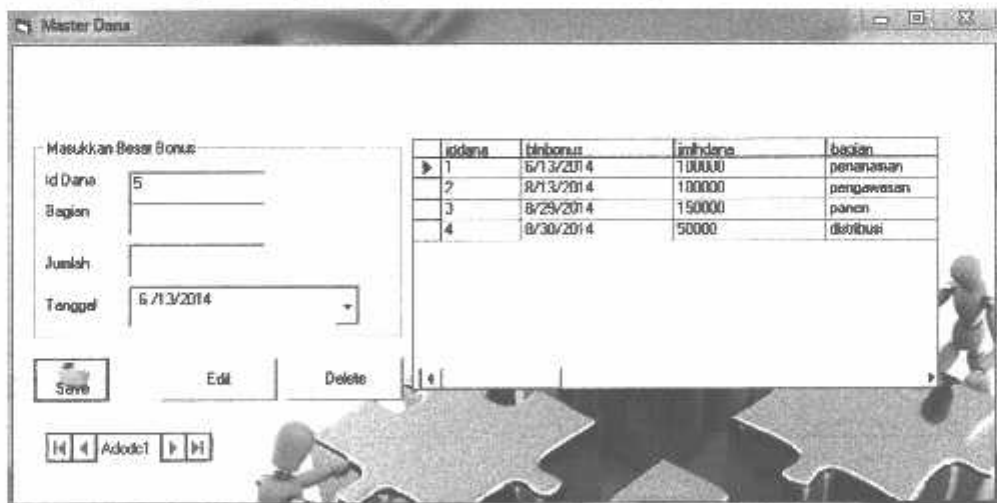 Master Dana
Masukkan Besar Bonus
Id Dana 5
Bagian
Jumlah
Tanggal 6/13/2014
Save Edit Delete
Adodc1
iddana blnbonus jmlhdana bagian
1 6/13/2014 100000 penanaman
2 8/13/2014 100000 pengawasan
3 8/29/2014 150000 panen
4 8/30/2014 50000 distribusi